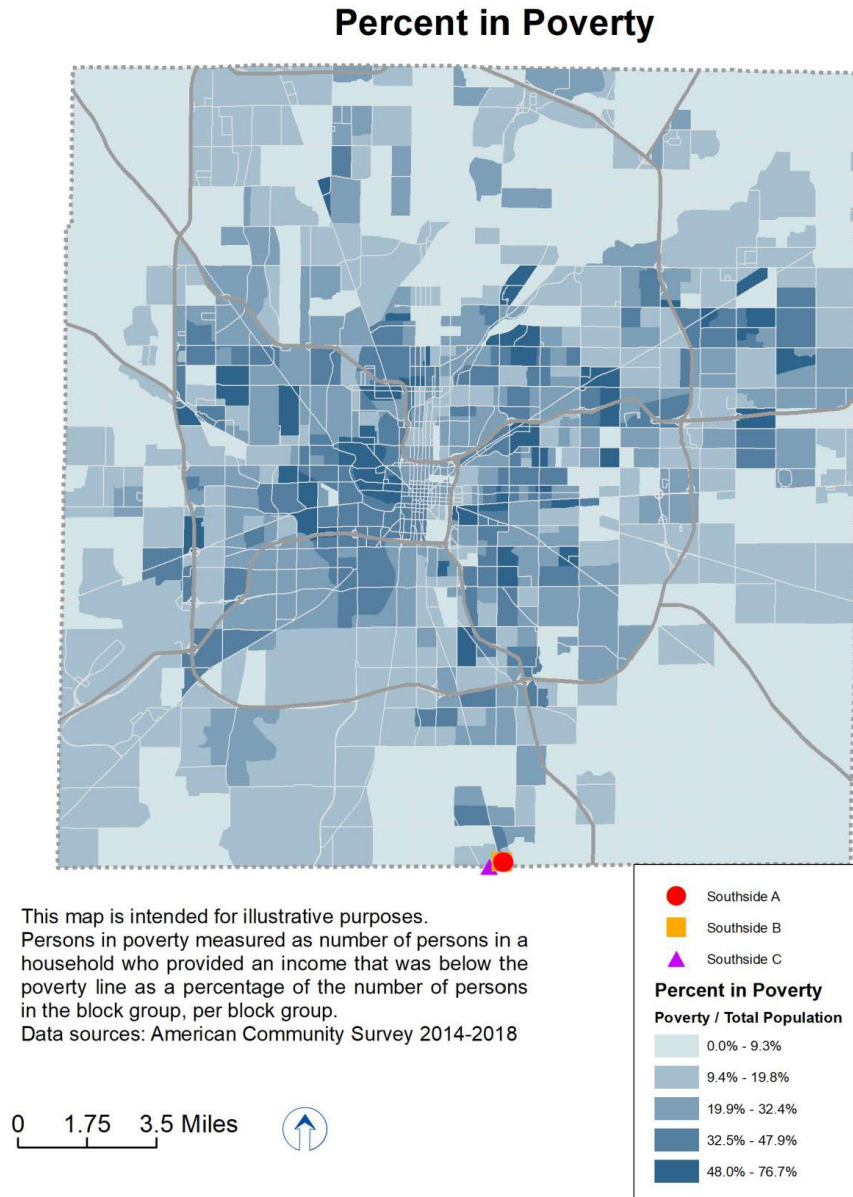 Percent in Poverty
This map is intended for illustrative purposes.
Persons in poverty measured as number of persons in a
household who provided an income that was below the
poverty line as a percentage of the number of persons
in the block group, per block group.
Data sources: American Community Survey 2014-2018
0 1.75 3.5 Miles
Southside A
Southside B
Southside C
Percent in Poverty
Poverty / Total Population
0.0% - 9.3%
9.4% - 19.8%
19.9% - 32.4%
32.5% - 47.9%
48.0% - 76.7%